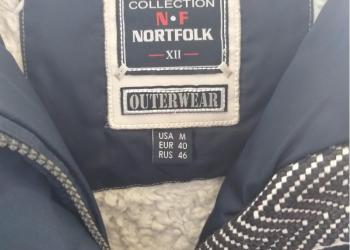 COLLECTION
N•F
NORTFOLK
XII
OUTERWEAR
USA M
EUR 40
RUS 46